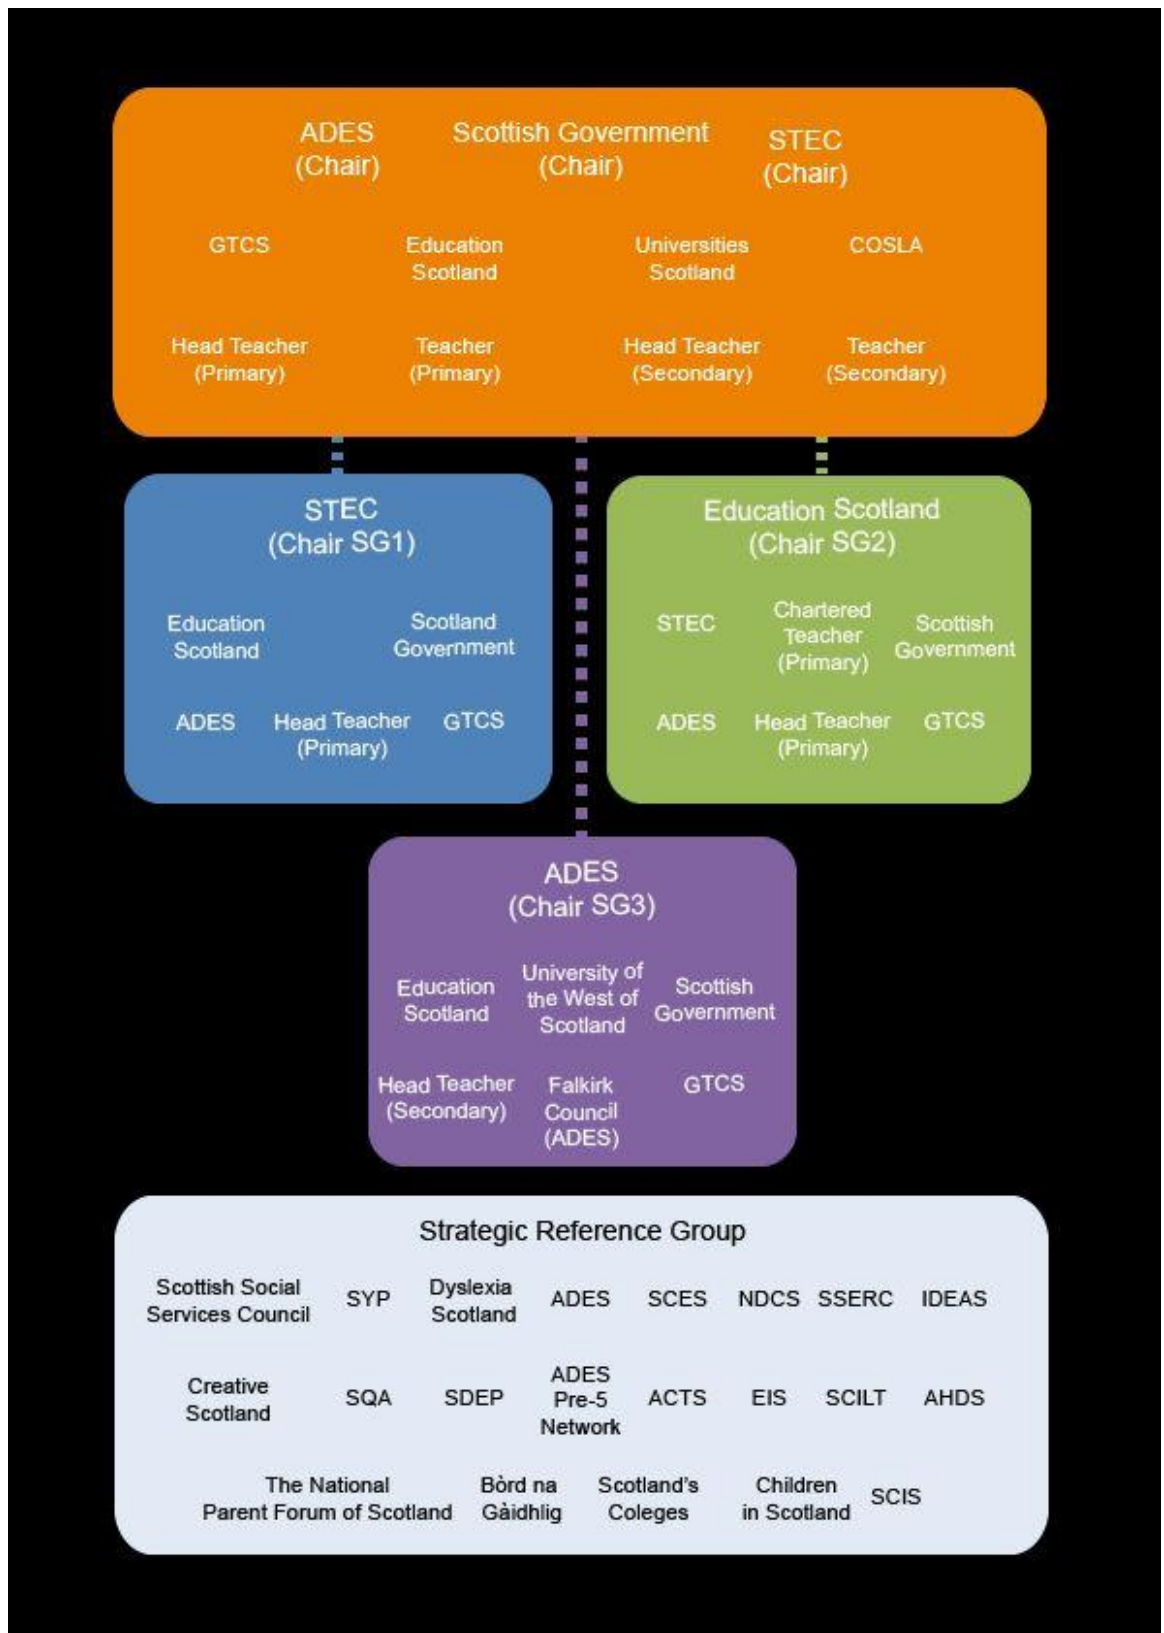 ADES
(Chair)
Scottish Government
(Chair)
STEC
(Chair)
GTCS
Education
Scotland
Universities
Scotland
COSLA
Head Teacher
(Primary)
Teacher
(Primary)
Head Teacher
(Secondary)
Teacher
(Secondary)
STEC
(Chair SG1)
Education
Scotland
Scotland
Government
ADES
Head Teacher
(Primary)
GTCS
Education Scotland
(Chair SG2)
STEC
Chartered
Teacher
(Primary)
Scottish
Government
ADES
Head Teacher
(Primary)
GTCS
ADES
(Chair SG3)
Education
Scotland
University of
the West of
Scotland
Scottish
Government
Head Teacher
(Secondary)
Falkirk
Council
(ADES)
GTCS
Strategic Reference Group
Scottish Social
Services Council
SYP
Dyslexia
Scotland
ADES
SCES
NDCS
SSERC
IDEAS
Creative
Scotland
SQA
SDEP
ADES
Pre-5
Network
ACTS
EIS
SCILT
AHDS
The National
Parent Forum of Scotland
Bòrd na
Gàidhlig
Scotland's
Coleges
Children
in Scotland
SCIS